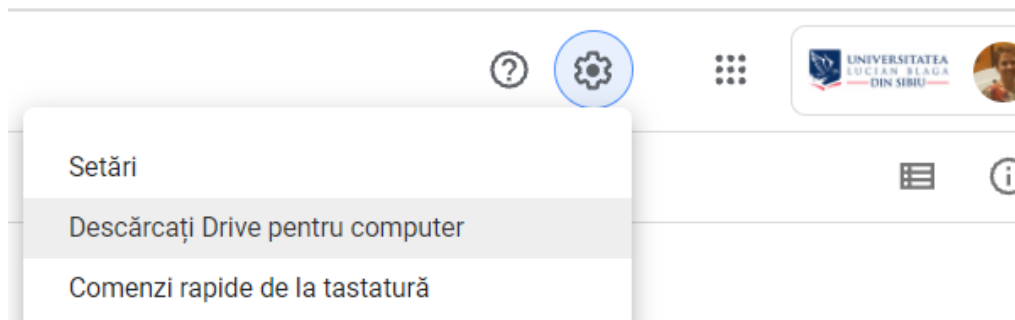 UNIVERSITATEA
LUCIAN BLAGA
DIN SIBIU
Setări
Descărcați Drive pentru computer
Comenzi rapide de la tastatură